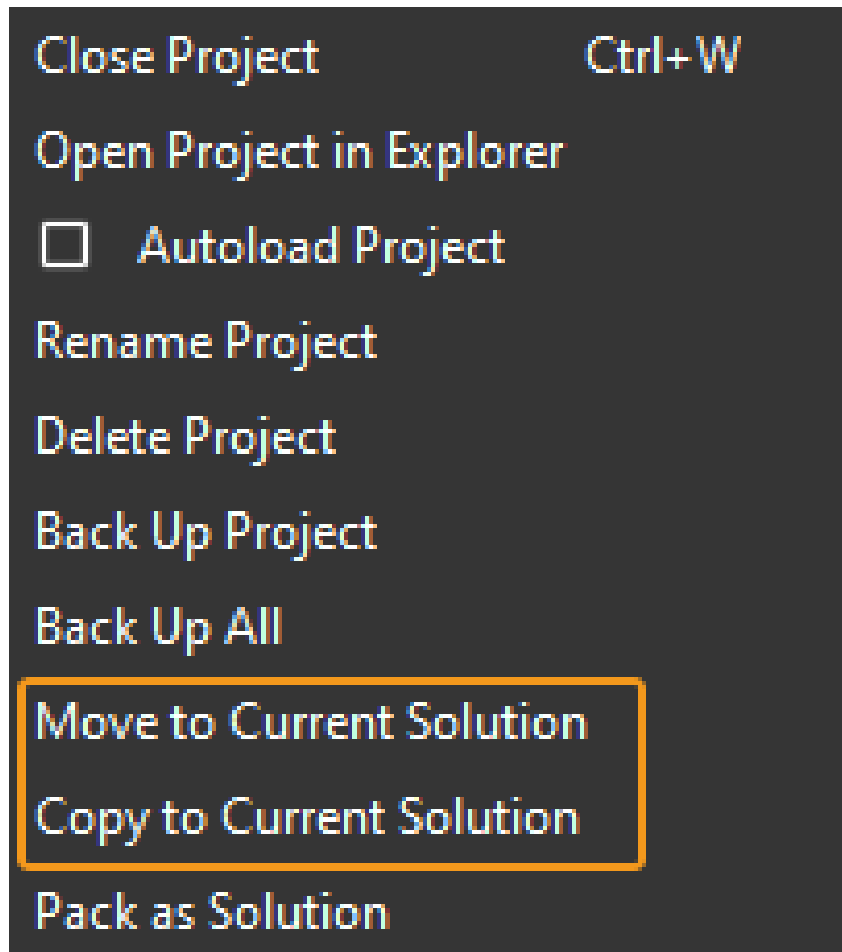 Close Project Ctrl+W
Open Project in Explorer
Autoload Project
Rename Project
Delete Project
Back Up Project
Back Up All
Move to Current Solution
Copy to Current Solution
Pack as Solution